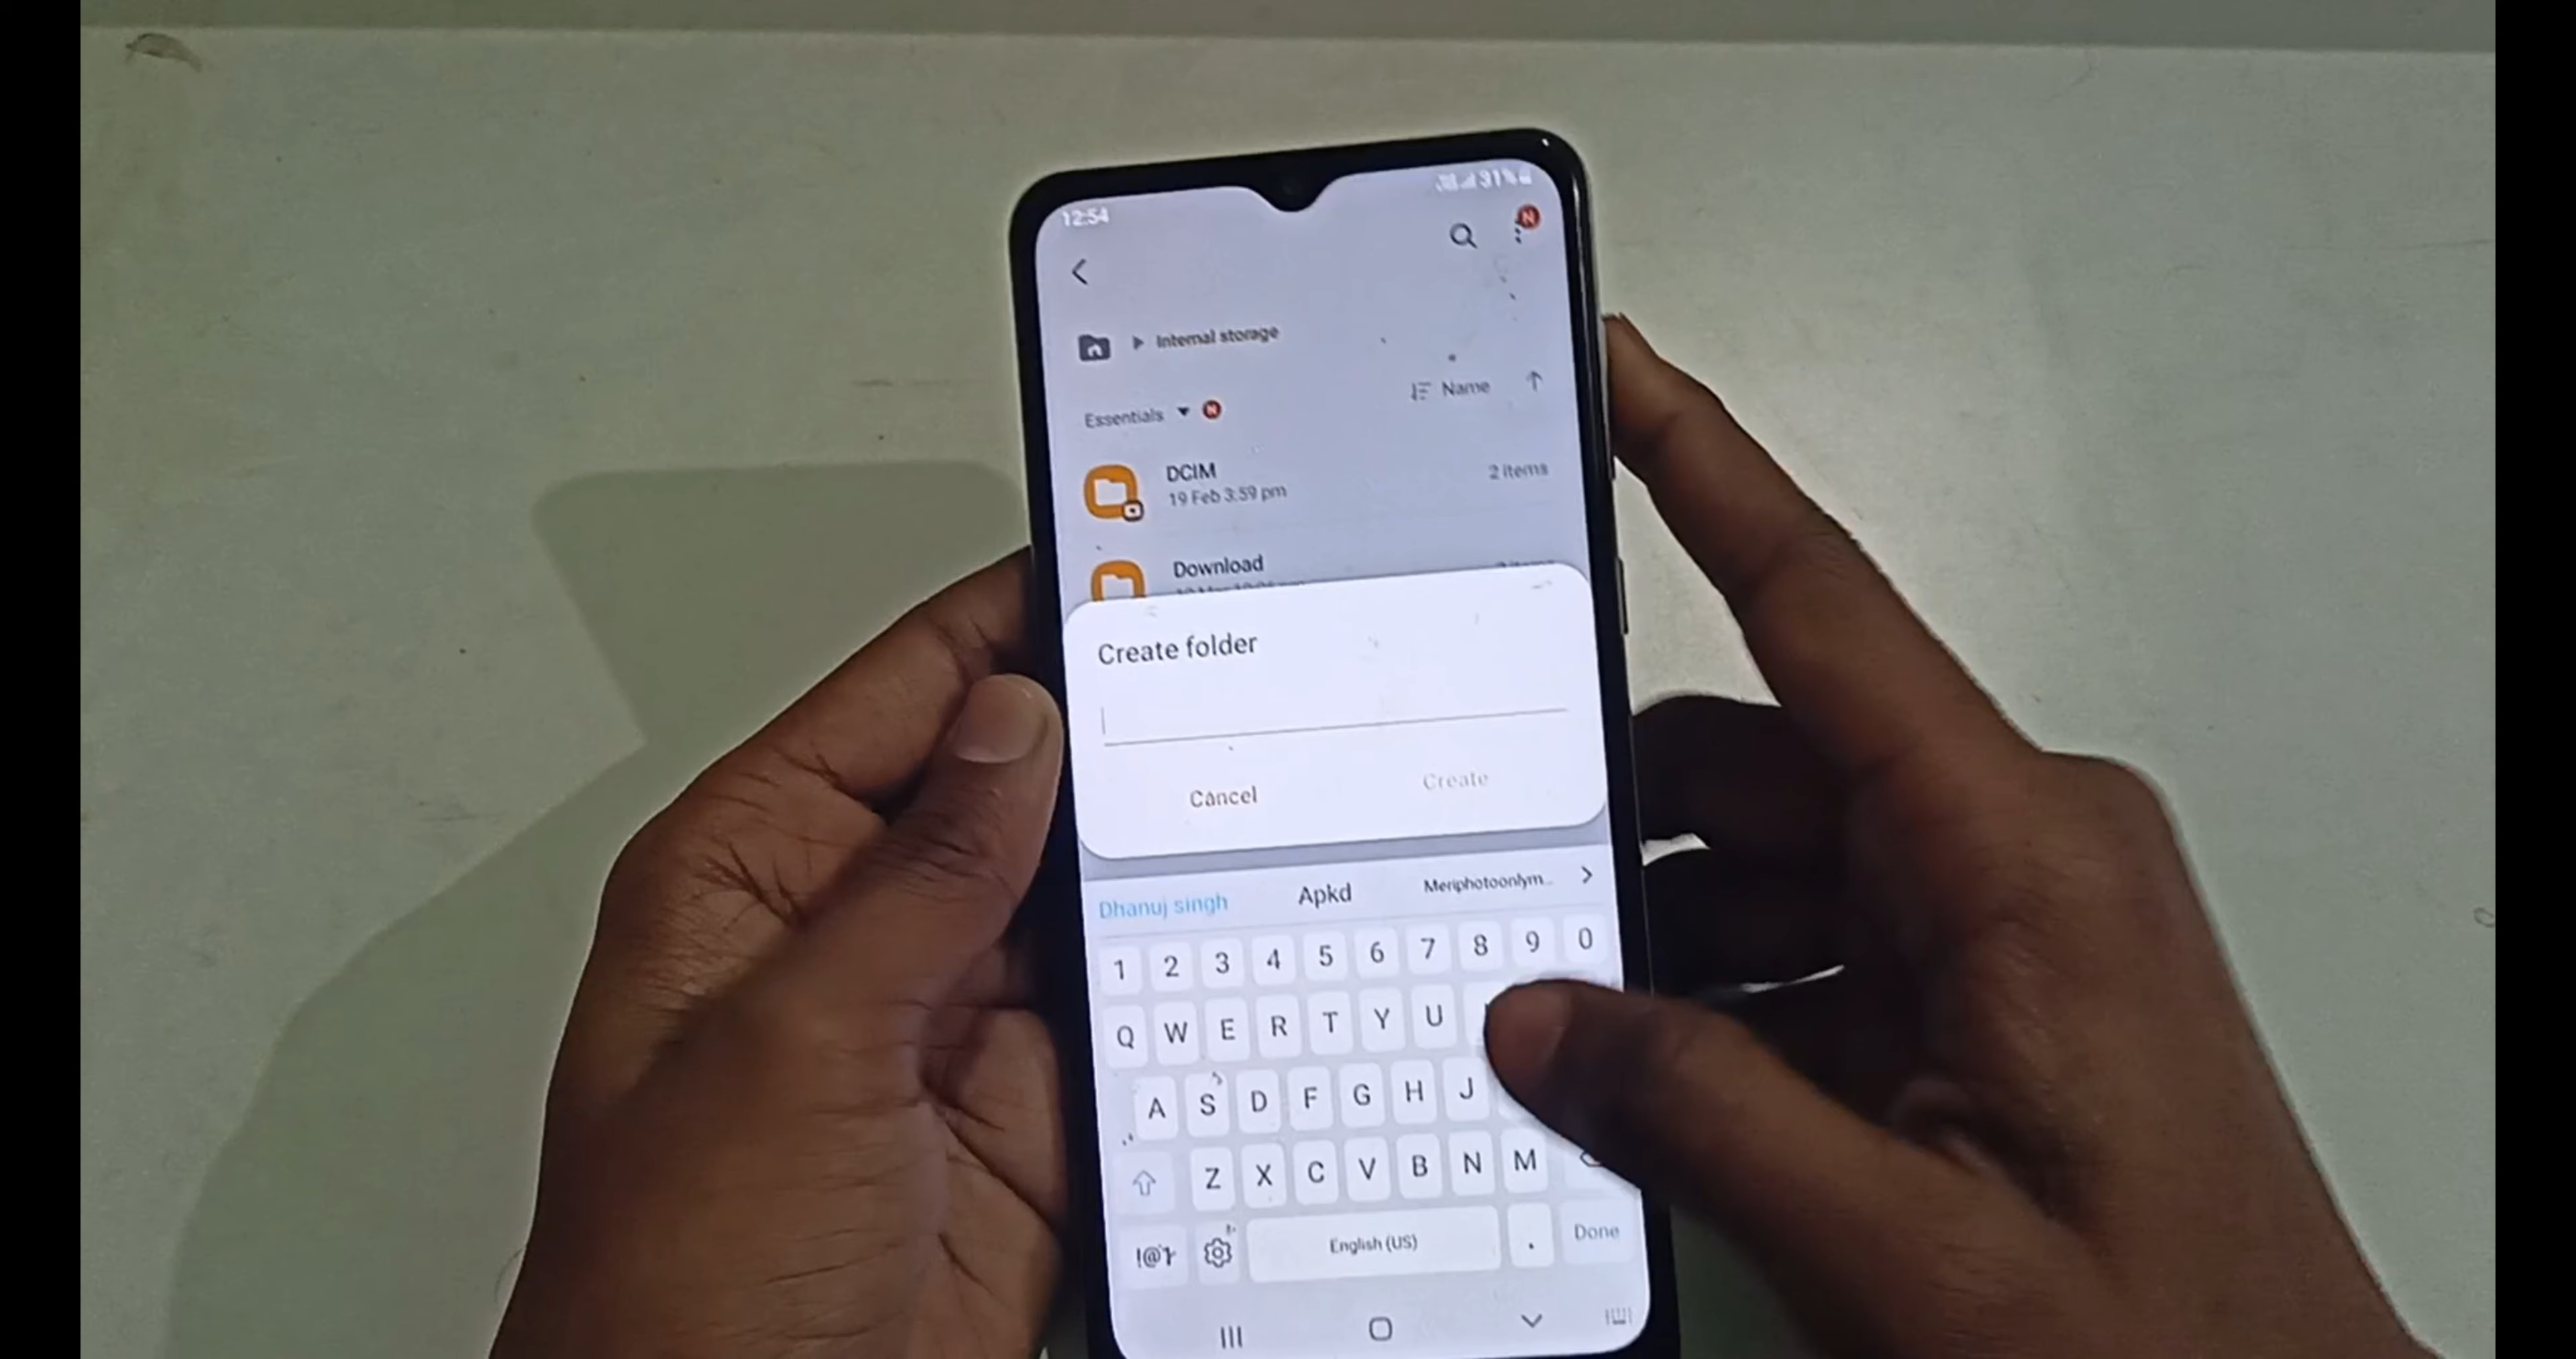 12:54
31%
N
Internal storage
Essentials N
Name
DCIM
2 items
19 Feb 3:59 pm
Download
Create folder
Cancel
Create
Dhanuj singh
Apkd
Meriphotoonlym...
1 2 3 4 5 6 7 8 9 0
Q W E R T Y U
A S D F G H J
Z X C V B N M
English (US)
.
Done